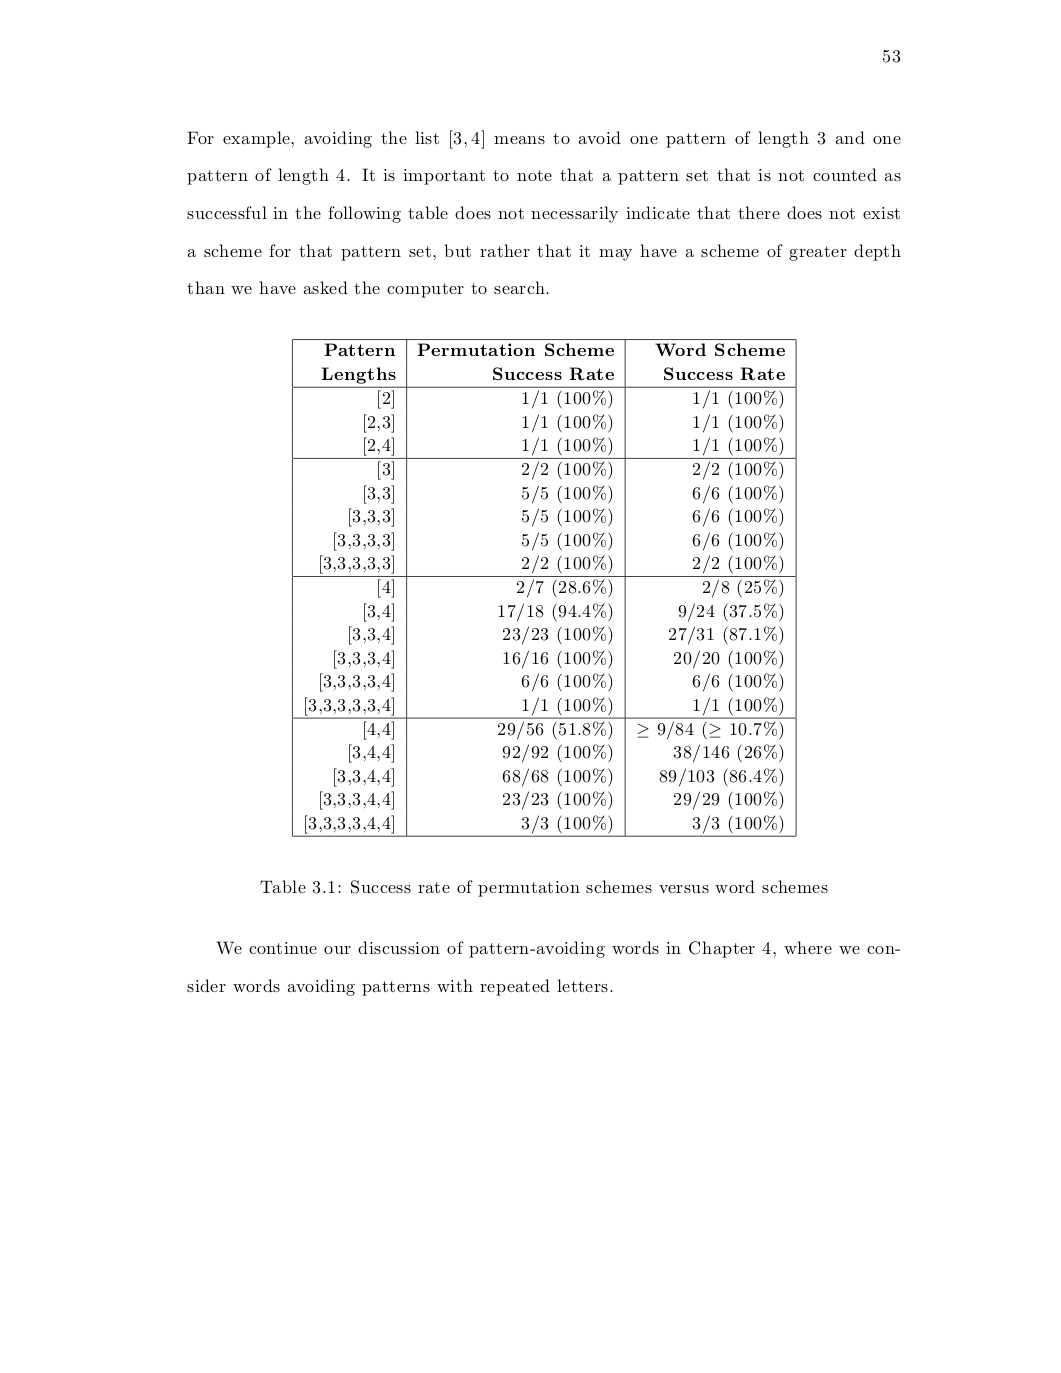 53
For example, avoiding the list [3, 4] means to avoid one pattern of length 3 and one
pattern of length 4. It is important to note that a pattern set that is not counted as
successful in the following table does not necessarily indicate that there does not exist
a scheme for that pattern set, but rather that it may have a scheme of greater depth
than we have asked the computer to search.
Pattern Permutation Scheme Word Scheme
Lengths Success Rate Success Rate
[2] 1/1 (100%) 1/1 (100%)
[2,3] 1/1 (100%) 1/1 (100%)
[2,4] 1/1 (100%) 1/1 (100%)
[3] 2/2 (100%) 2/2 (100%)
[3,3] 5/5 (100%) 6/6 (100%)
[3,3,3] 5/5 (100%) 6/6 (100%)
[3,3,3,3] 5/5 (100%) 6/6 (100%)
[3,3,3,3,3] 2/2 (100%) 2/2 (100%)
[4] 2/7 (28.6%) 2/8 (25%)
[3,4] 17/18 (94.4%) 9/24 (37.5%)
[3,3,4] 23/23 (100%) 27/31 (87.1%)
[3,3,3,4] 16/16 (100%) 20/20 (100%)
[3,3,3,3,4] 6/6 (100%) 6/6 (100%)
[3,3,3,3,3,4] 1/1 (100%) 1/1 (100%)
[4,4] 29/56 (51.8%) ≥ 9/84 (≥ 10.7%)
[3,4,4] 92/92 (100%) 38/146 (26%)
[3,3,4,4] 68/68 (100%) 89/103 (86.4%)
[3,3,3,4,4] 23/23 (100%) 29/29 (100%)
[3,3,3,3,4,4] 3/3 (100%) 3/3 (100%)
Table 3.1: Success rate of permutation schemes versus word schemes
We continue our discussion of pattern-avoiding words in Chapter 4, where we con-
sider words avoiding patterns with repeated letters.